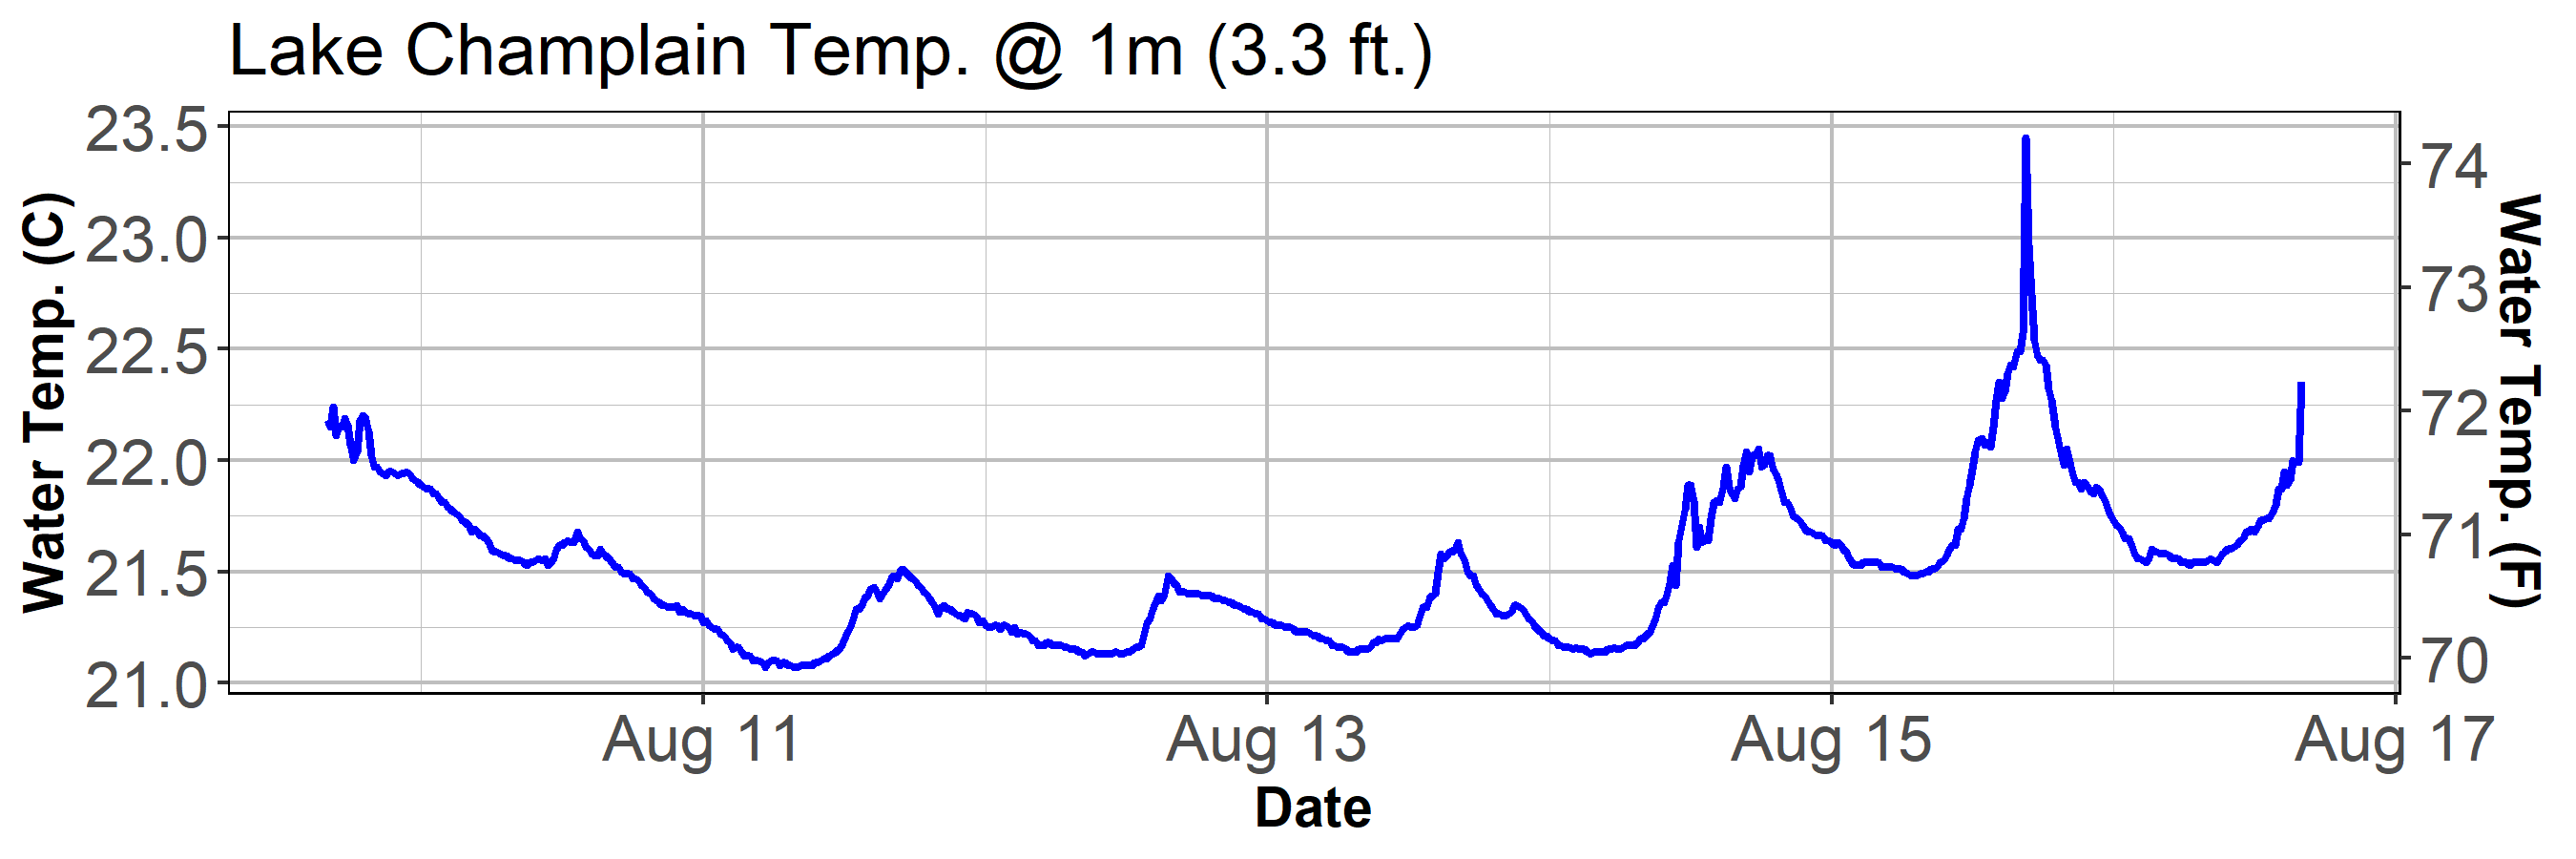 Lake Champlain Temp. @ 1m (3.3 ft.)
Water Temp. (C)
23.5
23.0
22.5
22.0
21.5
21.0
74
73
72
71
70
Water Temp. (F)
Aug 11
Aug 13
Aug 15
Aug 17
Date